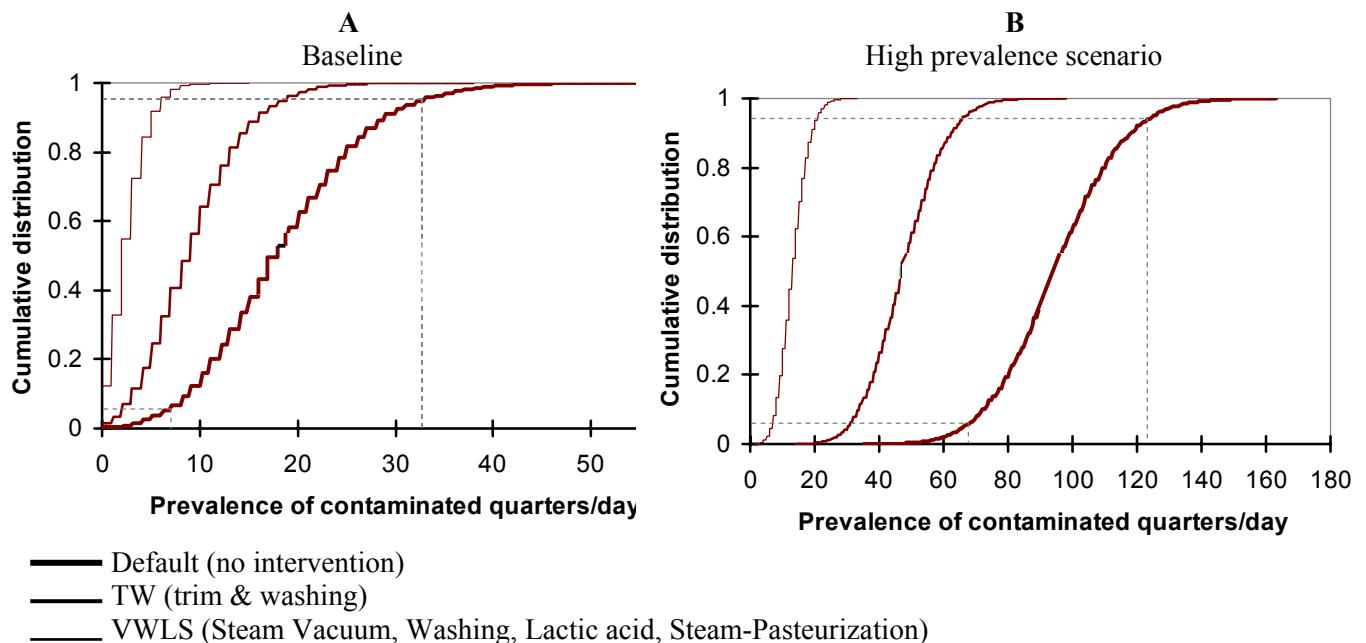 A
Baseline
1
0.8
0.6
0.4
0.2
0
0 20 40
Cumulative distribution
Prevalence of contaminated quarters/day
B
High prevalence scenario
1
0.8
0.6
0.4
0.2
0
0 20 40 60 80 100 120 140 160 180
Cumulative distribution
Prevalence of contaminated quarters/day
Default (no intervention)
TW (trim & washing)
VWLS (Steam Vacuum, Washing, Lactic acid, Steam-Pasteurization)